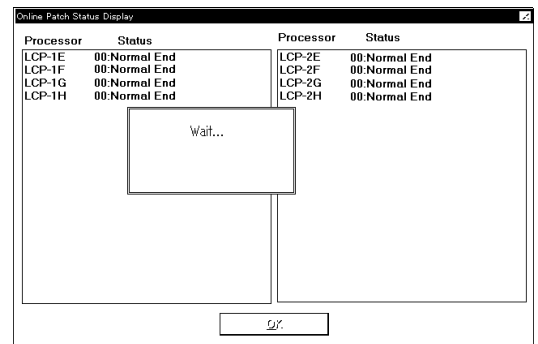 Online Patch Status Display
Processor Status
LCP-1E 00:Normal End
LCP-1F 00:Normal End
LCP-1G 00:Normal End
LCP-1H 00:Normal End
Processor Status
LCP-2E 00:Normal End
LCP-2F 00:Normal End
LCP-2G 00:Normal End
LCP-2H 00:Normal End
Wait...
OK